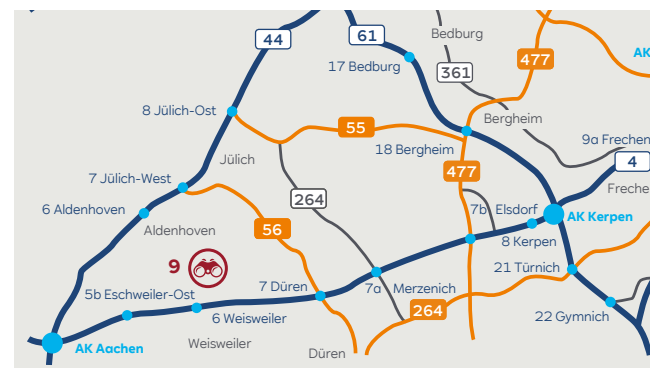 44
61
Bedburg
17 Bedburg
361
477
AK
8 Jülich-Ost
55
Bergheim
18 Bergheim
9a Frechen
4
Jülich
7 Jülich-West
477
Freche
264
7b Elsdorf
AK Kerpen
6 Aldenhoven
Aldenhoven
56
8 Kerpen
9
21 Türnich
5b Eschweiler-Ost
7 Düren
7a
Merzenich
6 Weisweiler
264
22 Gymnich
AK Aachen
Weisweiler
Düren